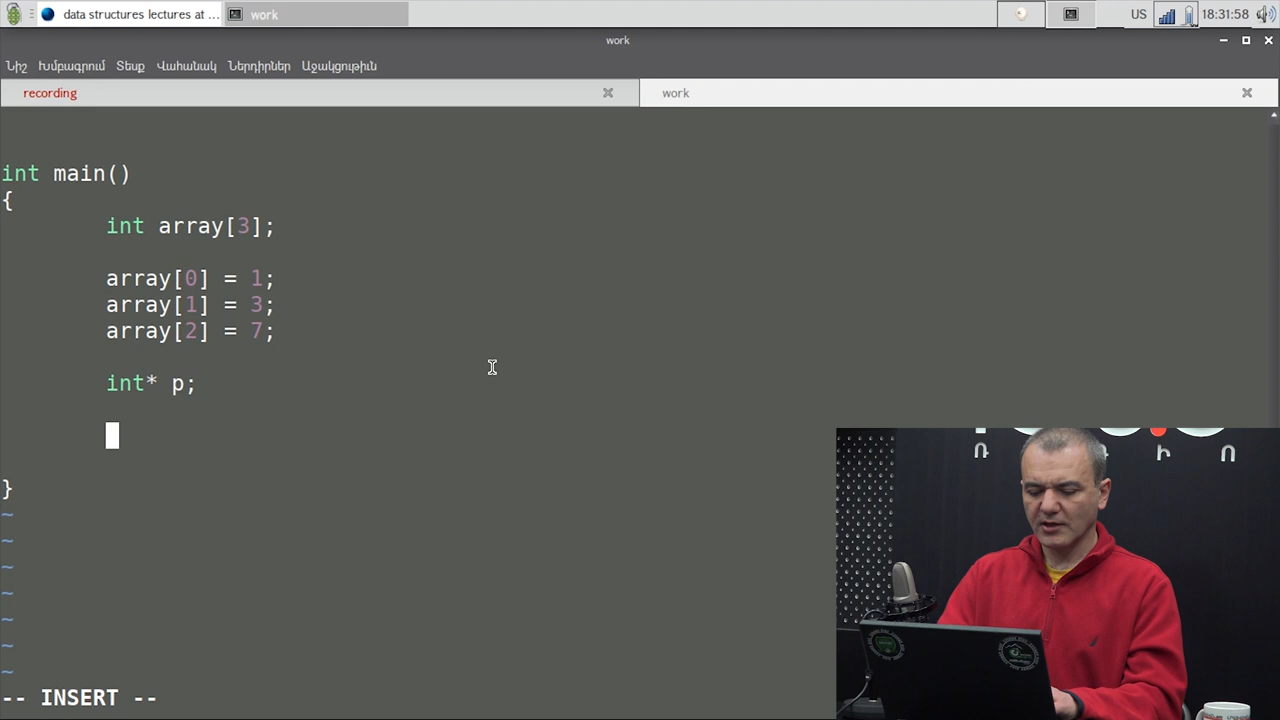 data structures lectures at ... work US 18:31:58
work
Նիշ Խմբագրում Տեսք Վահանակ Ներդիրներ Աջակցութիւն
recording work
int main()
{
int array[3];
array[0] = 1;
array[1] = 3;
array[2] = 7;
int* p;
}
~
~
~
~
~
~
~
-- INSERT --